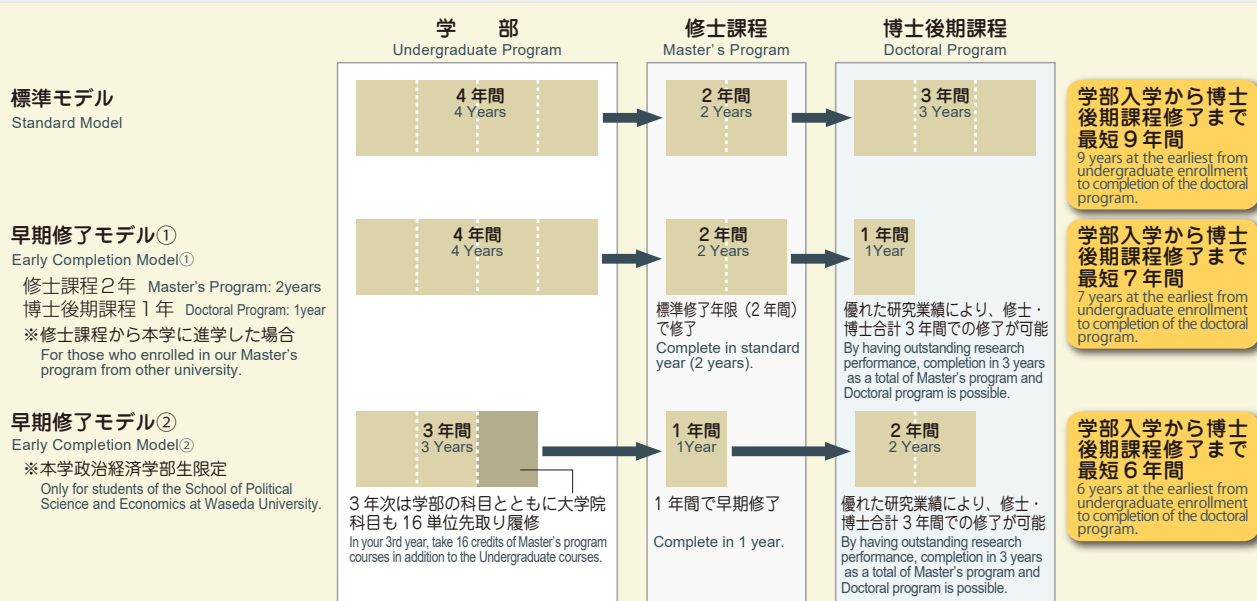 学　部
Undergraduate Program
修士課程
Master's Program
博士後期課程
Doctoral Program
標準モデル
Standard Model
4 年間
4 Years
2 年間
2 Years
3 年間
3 Years
学部入学から博士
後期課程修了まで
最短９年間
9 years at the earliest from
undergraduate enrollment
to completion of the doctoral
program.
早期修了モデル①
Early Completion Model①
修士課程２年 Master's Program: 2years
博士後期課程１年 Doctoral Program: 1year
※修士課程から本学に進学した場合
For those who enrolled in our Master's
program from other university.
4 年間
4 Years
2 年間
2 Years
標準修了年限（2 年間）
で修了
Complete in standard
year (2 years).
1 年間
1Year
優れた研究業績により、修士・
博士合計 3 年間での修了が可能
By having outstanding research
performance, completion in 3 years
as a total of Master's program and
Doctoral program is possible.
学部入学から博士
後期課程修了まで
最短７年間
7 years at the earliest from
undergraduate enrollment
to completion of the doctoral
program.
早期修了モデル②
Early Completion Model②
※本学政治経済学部生限定
Only for students of the School of Political
Science and Economics at Waseda University.
3 年間
3 Years
3 年次は学部の科目とともに大学院
科目も 16 単位先取り履修
In your 3rd year, take 16 credits of Master's program
courses in addition to the Undergraduate courses.
1 年間
1Year
1 年間で早期修了
Complete in 1 year.
2 年間
2 Years
優れた研究業績により、修士・
博士合計 3 年間での修了が可能
By having outstanding research
performance, completion in 3 years
as a total of Master's program and
Doctoral program is possible.
学部入学から博士
後期課程修了まで
最短６年間
6 years at the earliest from
undergraduate enrollment
to completion of the doctoral
program.